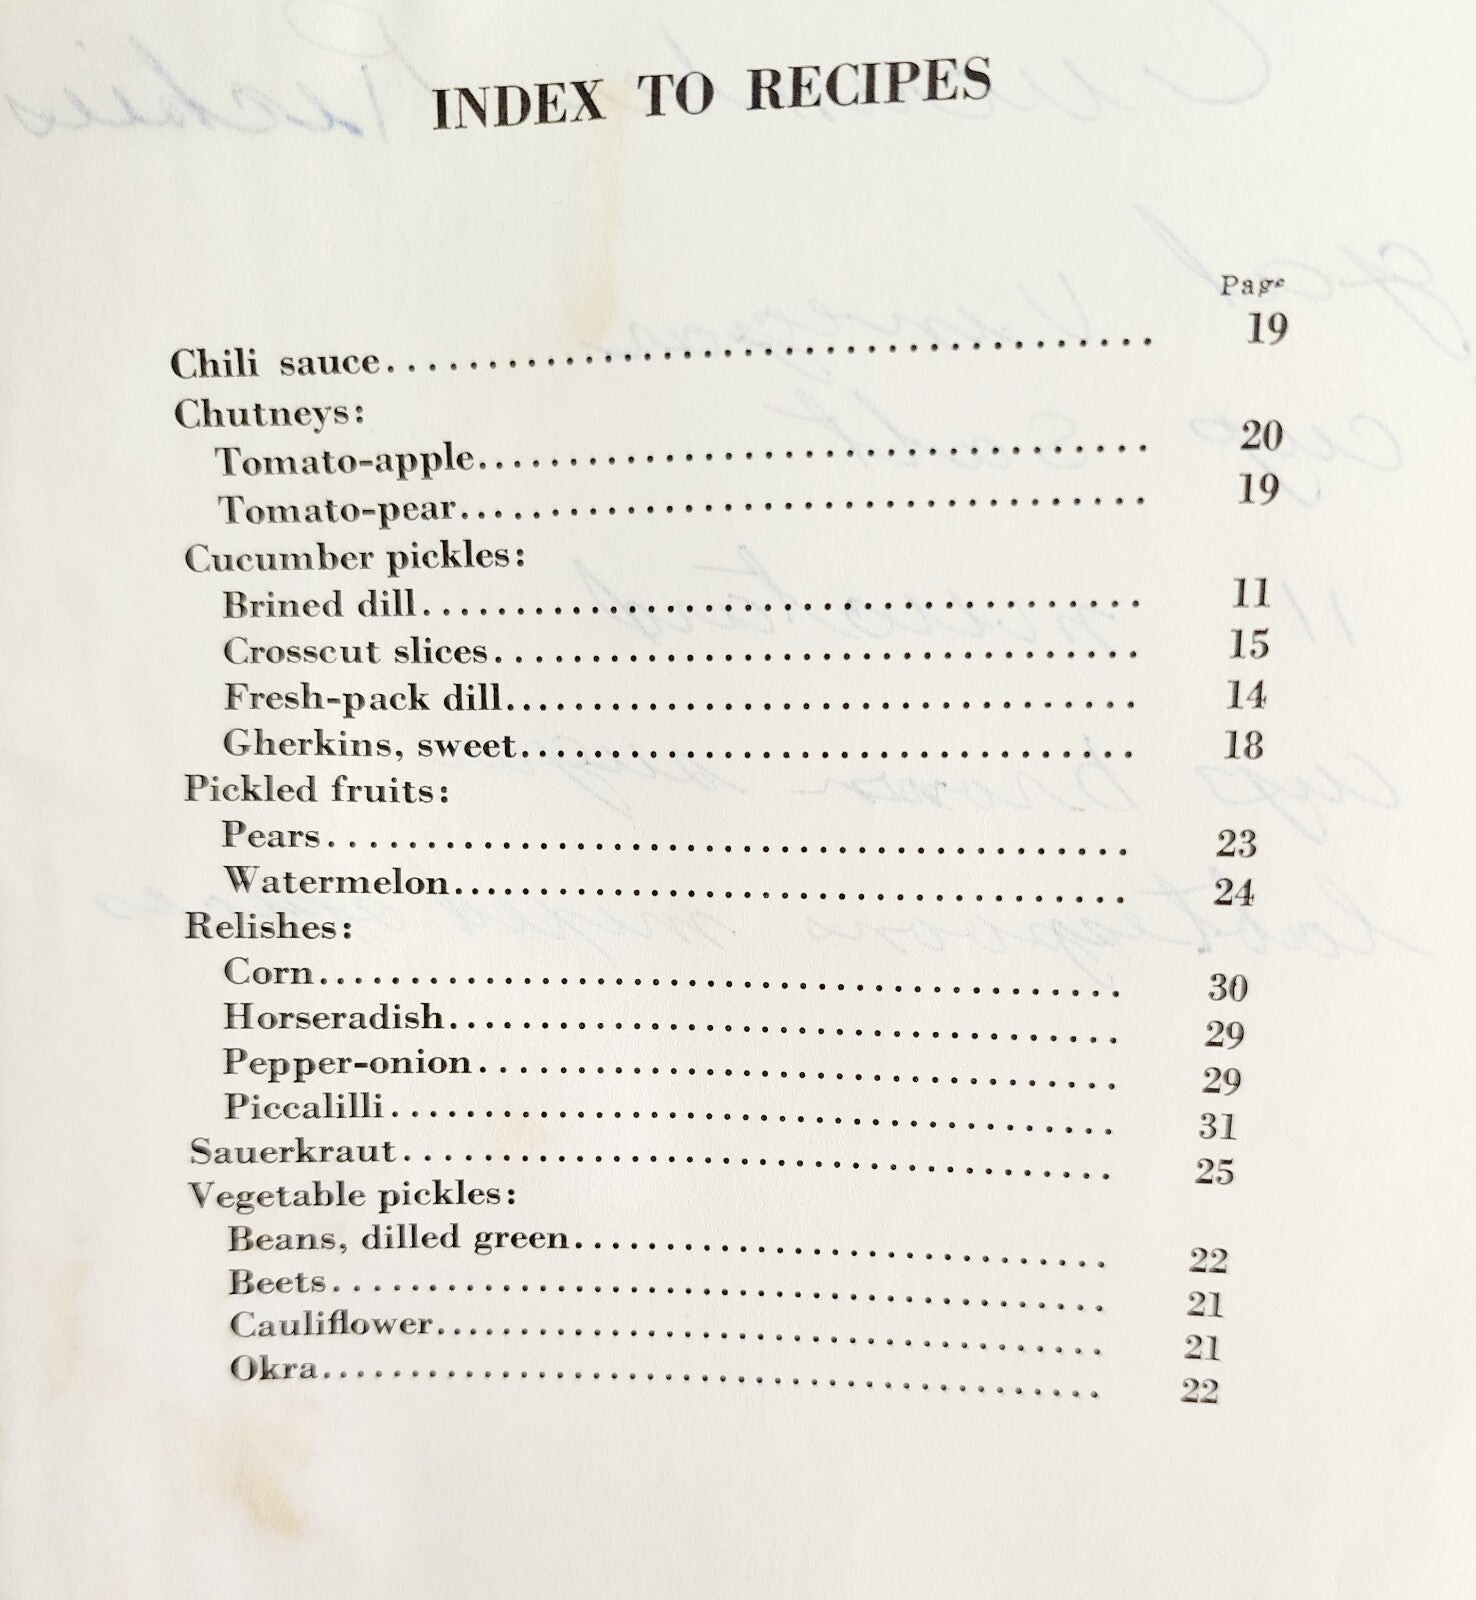 INDEX TO RECIPES
Page
Chili sauce........................................ 19
Chutneys:
Tomato-apple.................................. 20
Tomato-pear................................... 19
Cucumber pickles:
Brined dill.................................... 11
Crosscut slices................................ 15
Fresh-pack dill................................ 14
Gherkins, sweet................................ 18
Pickled fruits:
Pears.......................................... 23
Watermelon.................................... 24
Relishes:
Corn........................................... 30
Horseradish.................................... 29
Pepper-onion................................... 29
Piccalilli..................................... 31
Sauerkraut........................................ 25
Vegetable pickles:
Beans, dilled green............................ 22
Beets.......................................... 21
Cauliflower.................................... 21
Okra........................................... 22